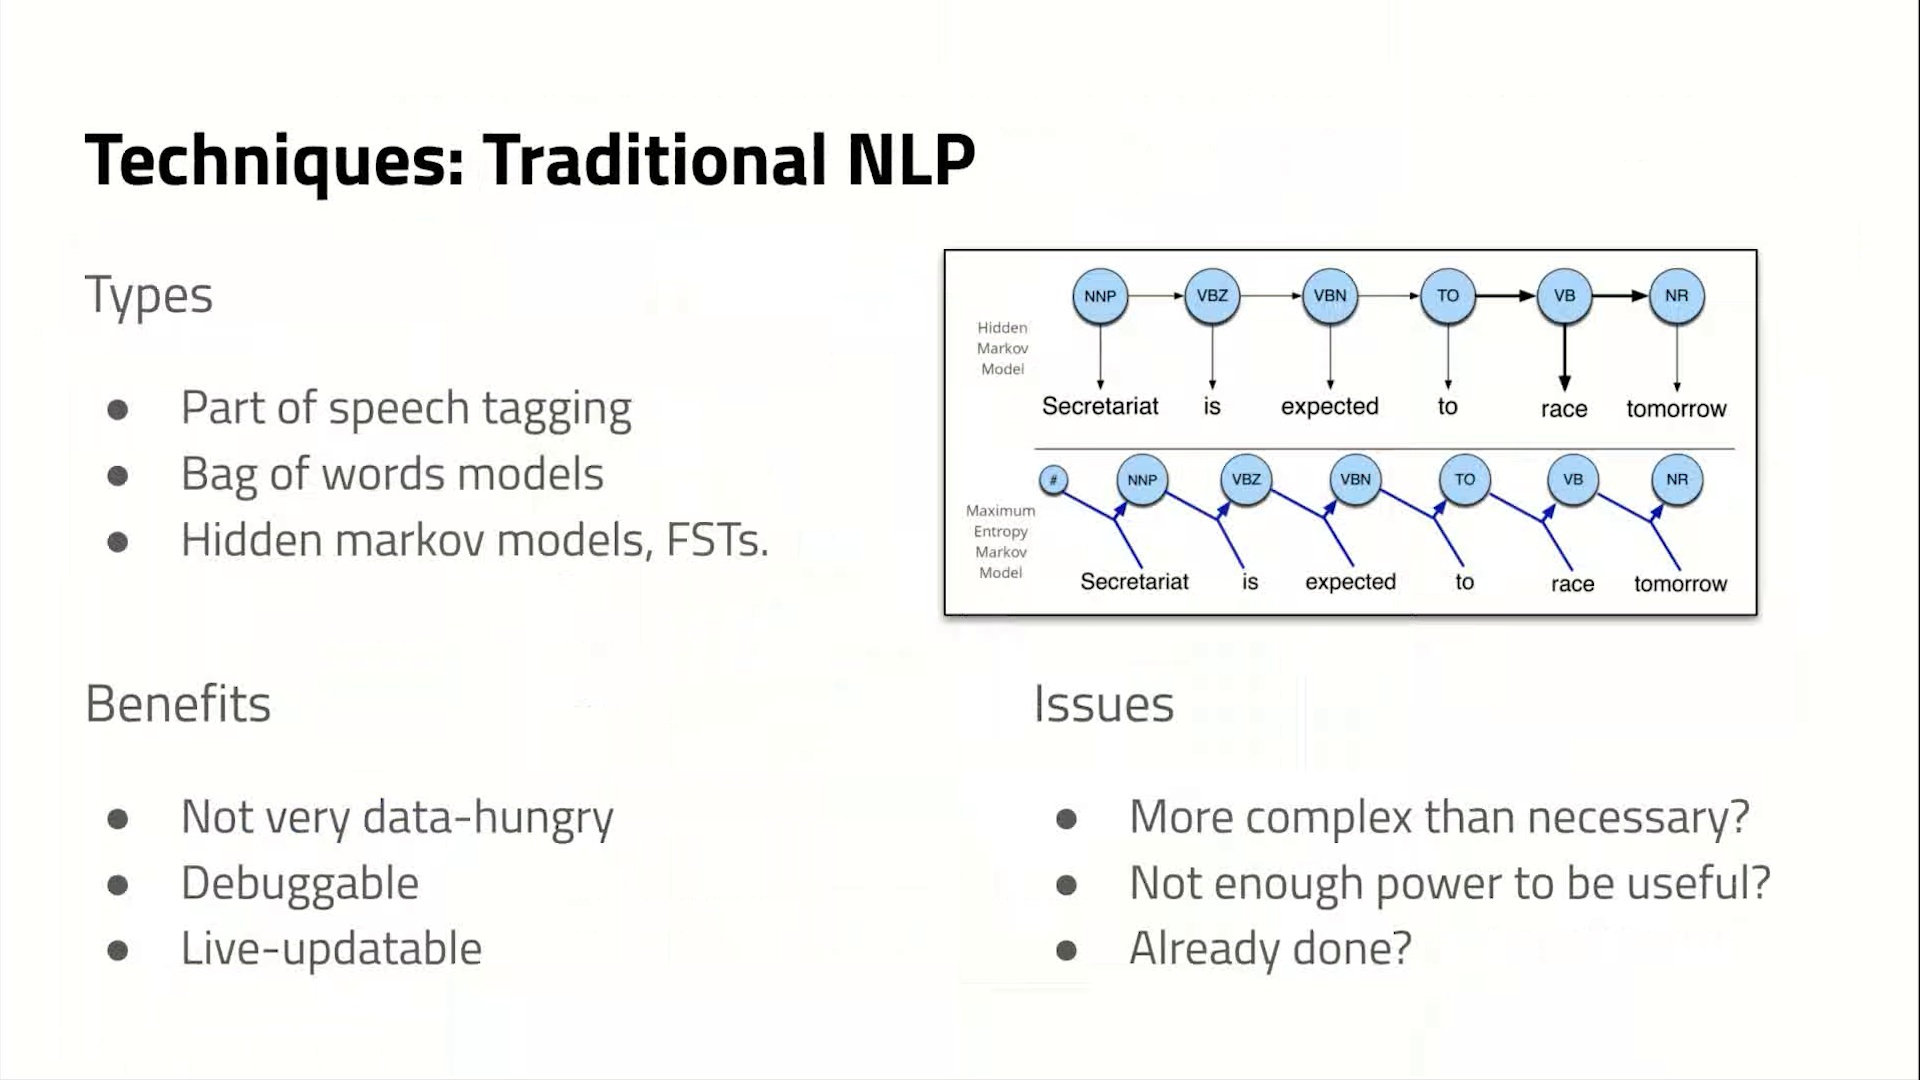 Techniques: Traditional NLP
Types
● Part of speech tagging
● Bag of words models
● Hidden markov models, FSTs.
NNP VBZ VBN TO VB NR
Hidden
Markov
Model
Secretariat is expected to race tomorrow
# NNP VBZ VBN TO VB NR
Maximum
Entropy
Markov
Model
Secretariat is expected to race tomorrow
Benefits
● Not very data-hungry
● Debuggable
● Live-updatable
Issues
● More complex than necessary?
● Not enough power to be useful?
● Already done?